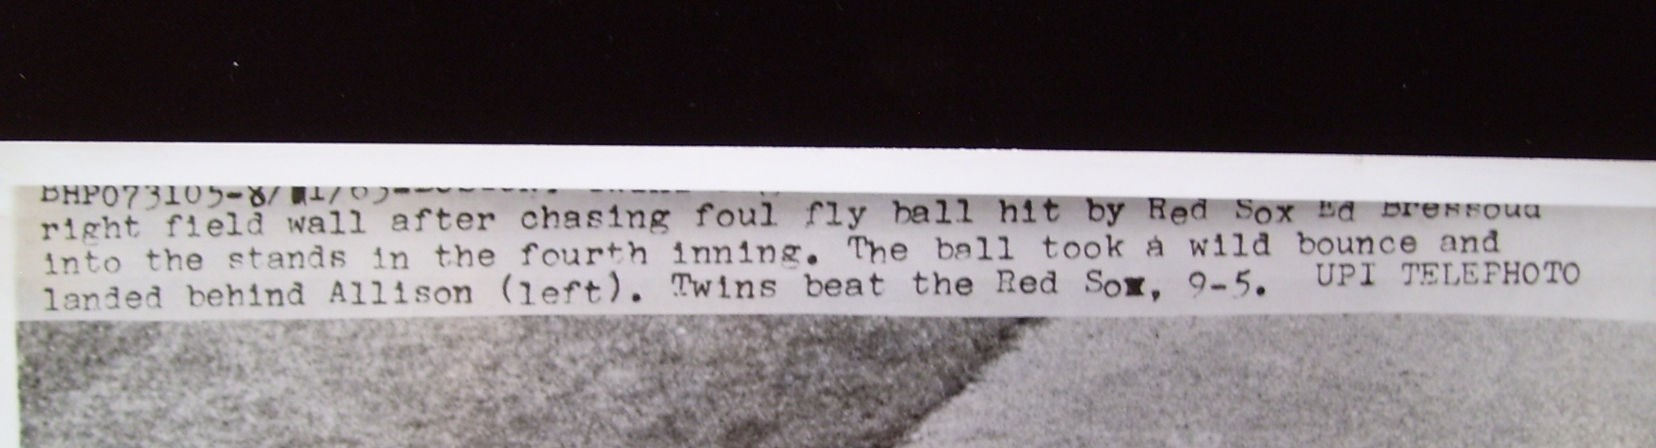 BHP073105-8/
right field wall after chasing foul fly ball hit by Red Sox Ed Bressoud
into the stands in the fourth inning. The ball took a wild bounce and
landed behind Allison (left). Twins beat the Red Sox, 9-5. UPI TELEPHOTO